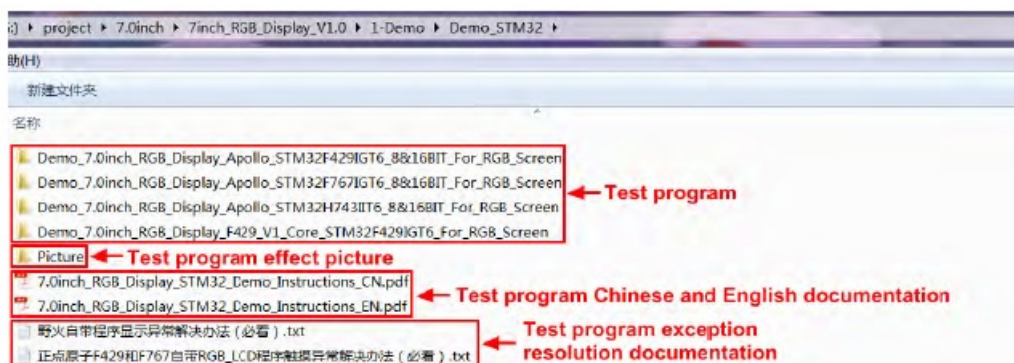 :) ▸ project ▸ 7.0inch ▸ 7inch_RGB_Display_V1.0 ▸ 1-Demo ▸ Demo_STM32 ▸
助(H)
新建文件夹
名称
Demo_7.0inch_RGB_Display_Apollo_STM32F429IGT6_8&16BIT_For_RGB_Screen
Demo_7.0inch_RGB_Display_Apollo_STM32F767IGT6_8&16BIT_For_RGB_Screen
Demo_7.0inch_RGB_Display_Apollo_STM32H743IIT6_8&16BIT_For_RGB_Screen
Demo_7.0inch_RGB_Display_F429_V1_Core_STM32F429IGT6_For_RGB_Screen
Test program
Picture
Test program effect picture
7.0inch_RGB_Display_STM32_Demo_Instructions_CN.pdf
7.0inch_RGB_Display_STM32_Demo_Instructions_EN.pdf
Test program Chinese and English documentation
野火自带程序显示异常解决办法（必看）.txt
正点原子F429和F767自带RGB_LCD程序触摸异常解决办法（必看）.txt
Test program exception
resolution documentation